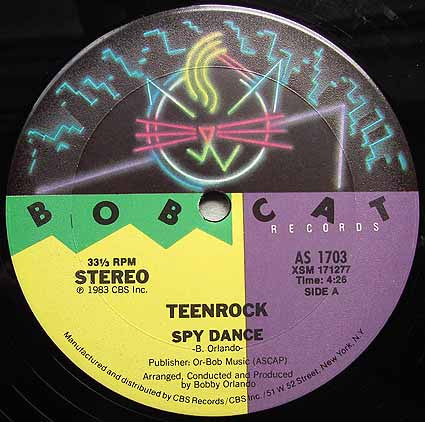 BOBCAT
RECORDS
33⅓ RPM
STEREO
℗ 1983 CBS Inc.
AS 1703
XSM 171277
Time: 4:26
SIDE A
TEENROCK
SPY DANCE
-B. Orlando-
Publisher: Or-Bob Music (ASCAP)
Arranged, Conducted and Produced
by Bobby Orlando
Manufactured and distributed by CBS Records/CBS Inc./51 W 52 Street, New York, N.Y.